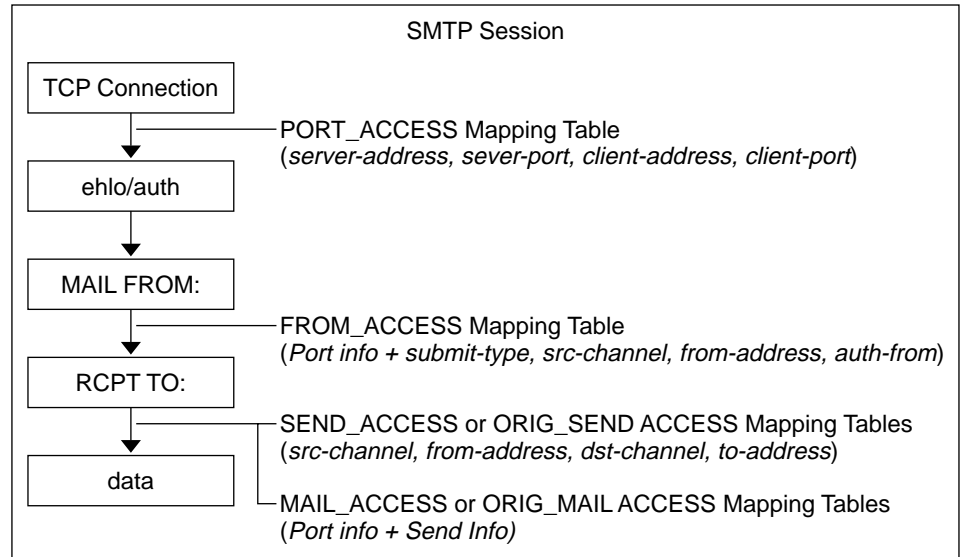 SMTP Session
TCP Connection
PORT_ACCESS Mapping Table
(server-address, sever-port, client-address, client-port)
ehlo/auth
MAIL FROM:
FROM_ACCESS Mapping Table
(Port info + submit-type, src-channel, from-address, auth-from)
RCPT TO:
SEND_ACCESS or ORIG_SEND ACCESS Mapping Tables
(src-channel, from-address, dst-channel, to-address)
data
MAIL_ACCESS or ORIG_MAIL ACCESS Mapping Tables
(Port info + Send Info)